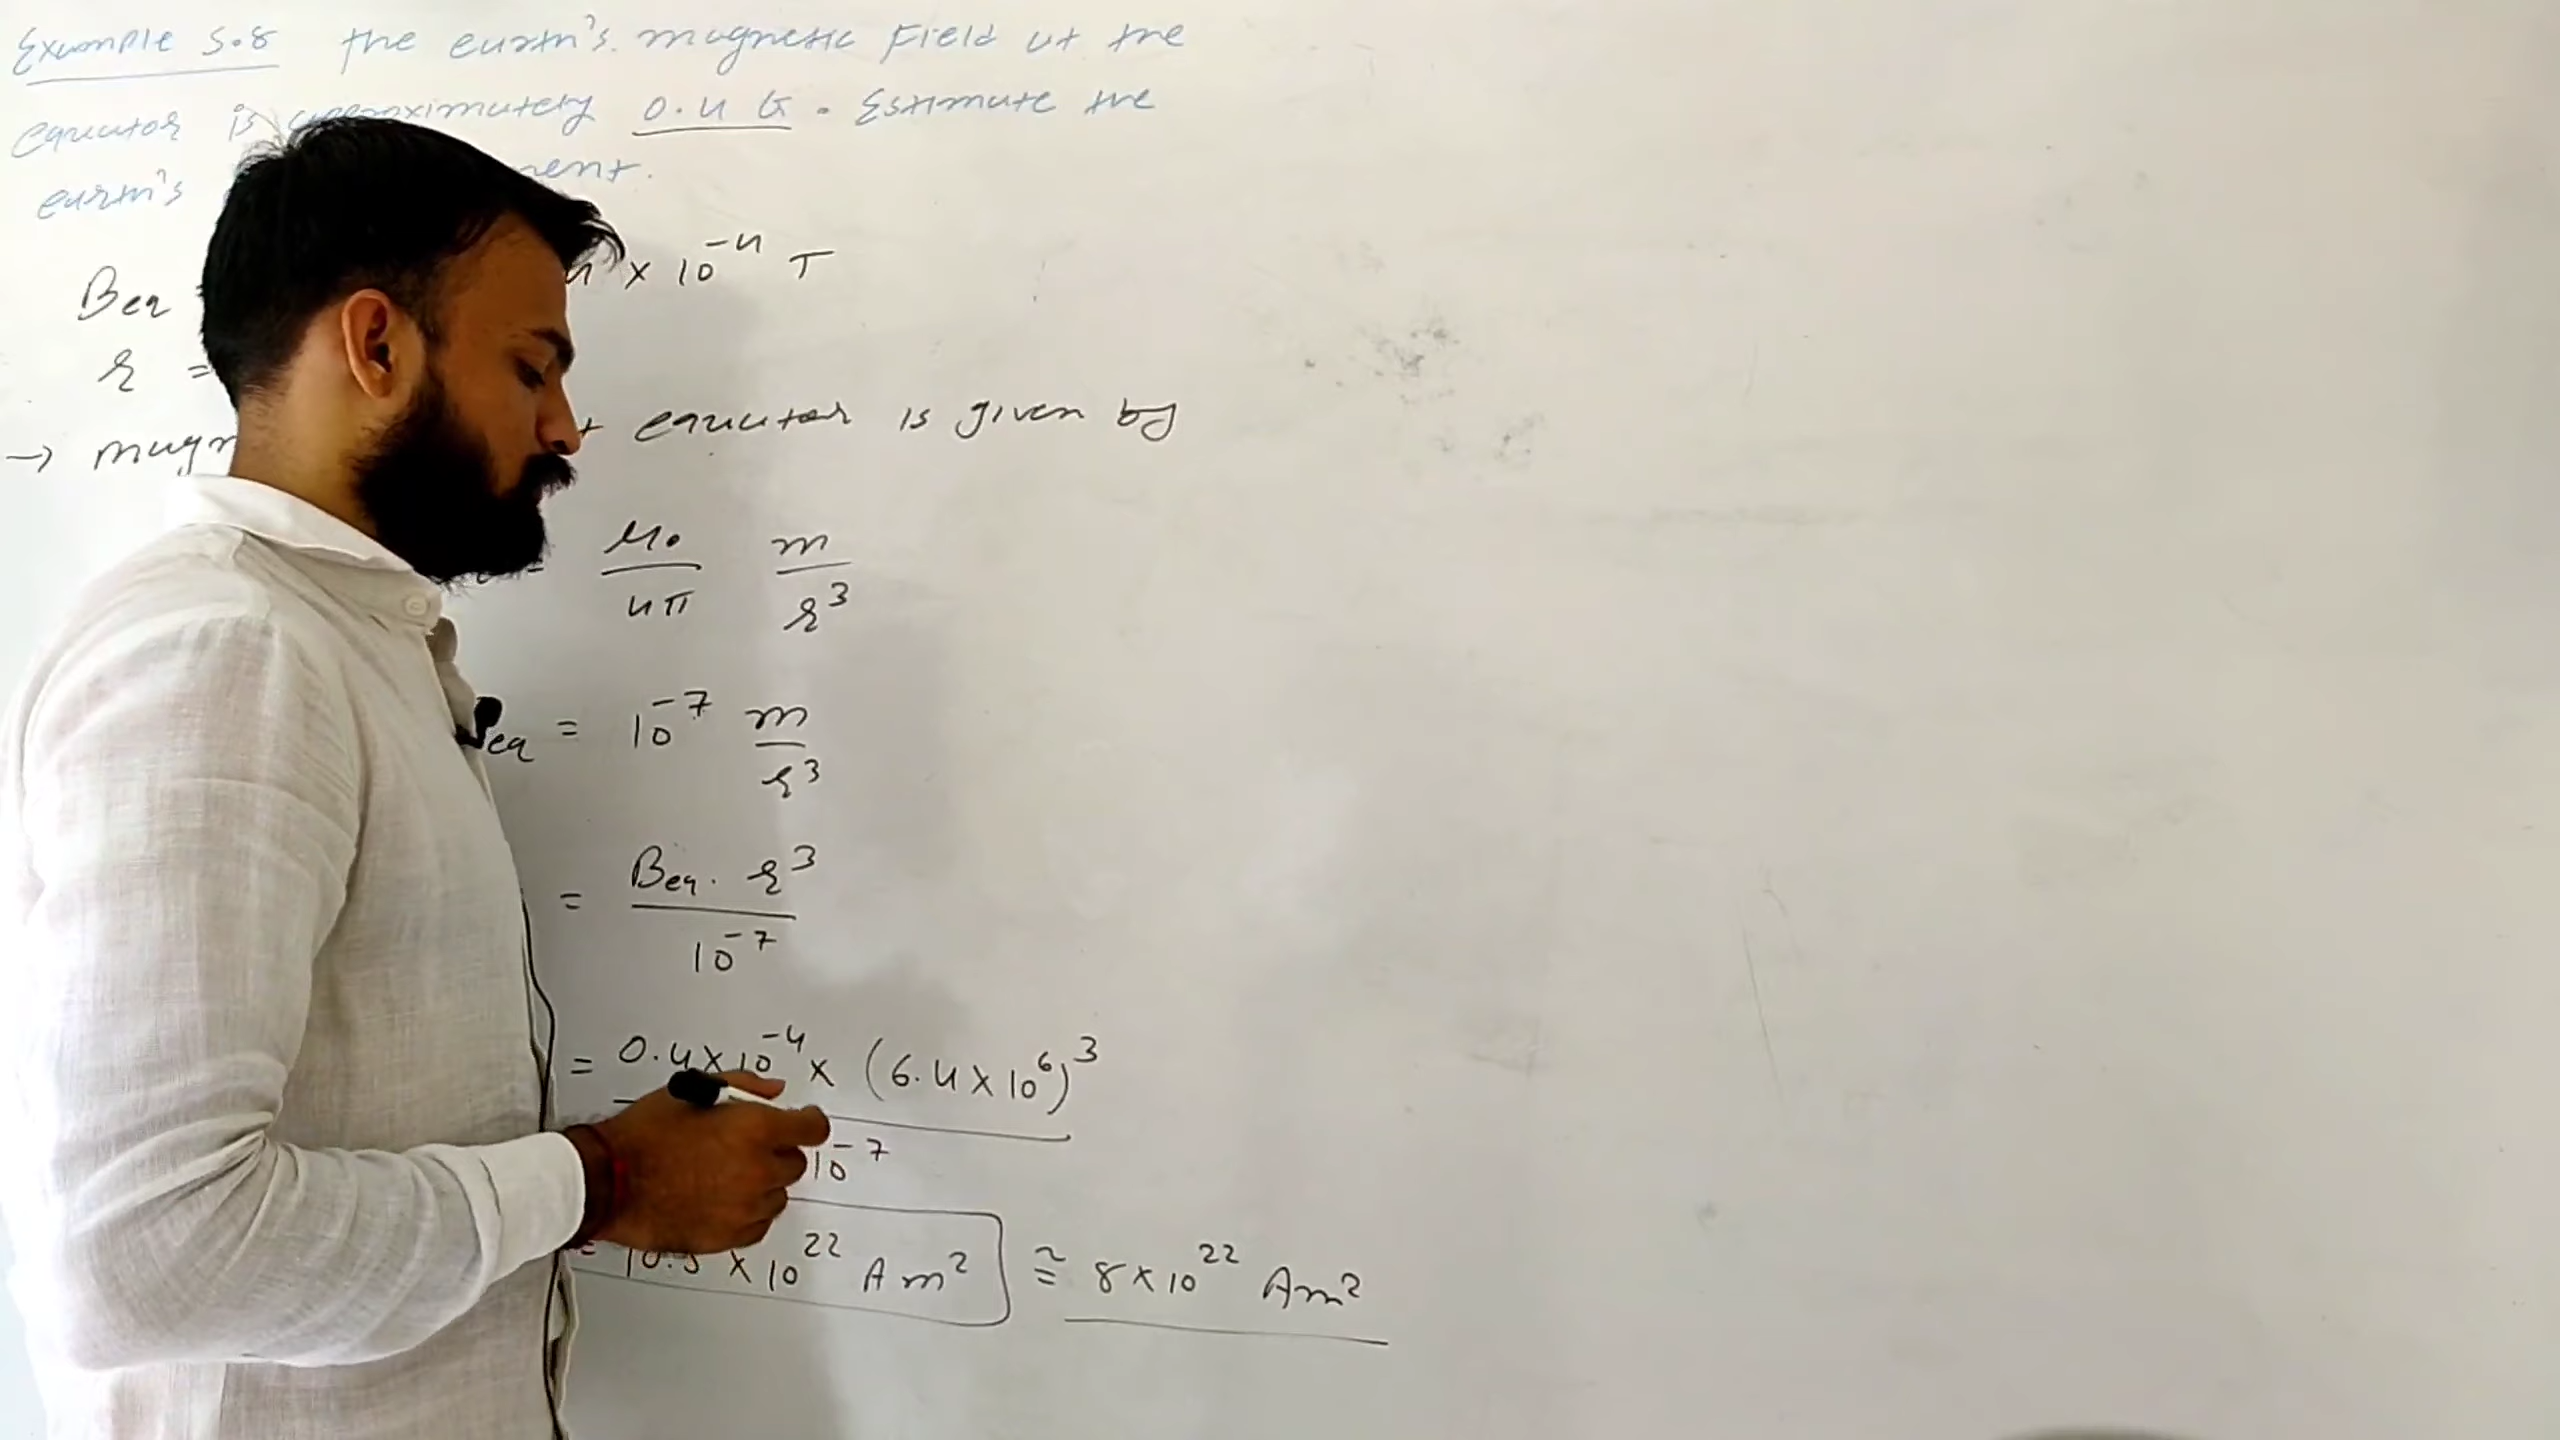 Example 5.8 the earth's magnetic field at the
equator is approximately 0.4 G. Estimate the
earth's ment.
Beq 4 × 10⁻⁴ T
r =
→ magn t equator is given by
= μ₀/4π m/r³
Beq = 10⁻⁷ m/r³
= Beq. r³/10⁻⁷
= 0.4×10⁻⁴ × (6.4×10⁶)³/10⁻⁷
= 10.5 × 10²² Am² ≅ 8×10²² Am²